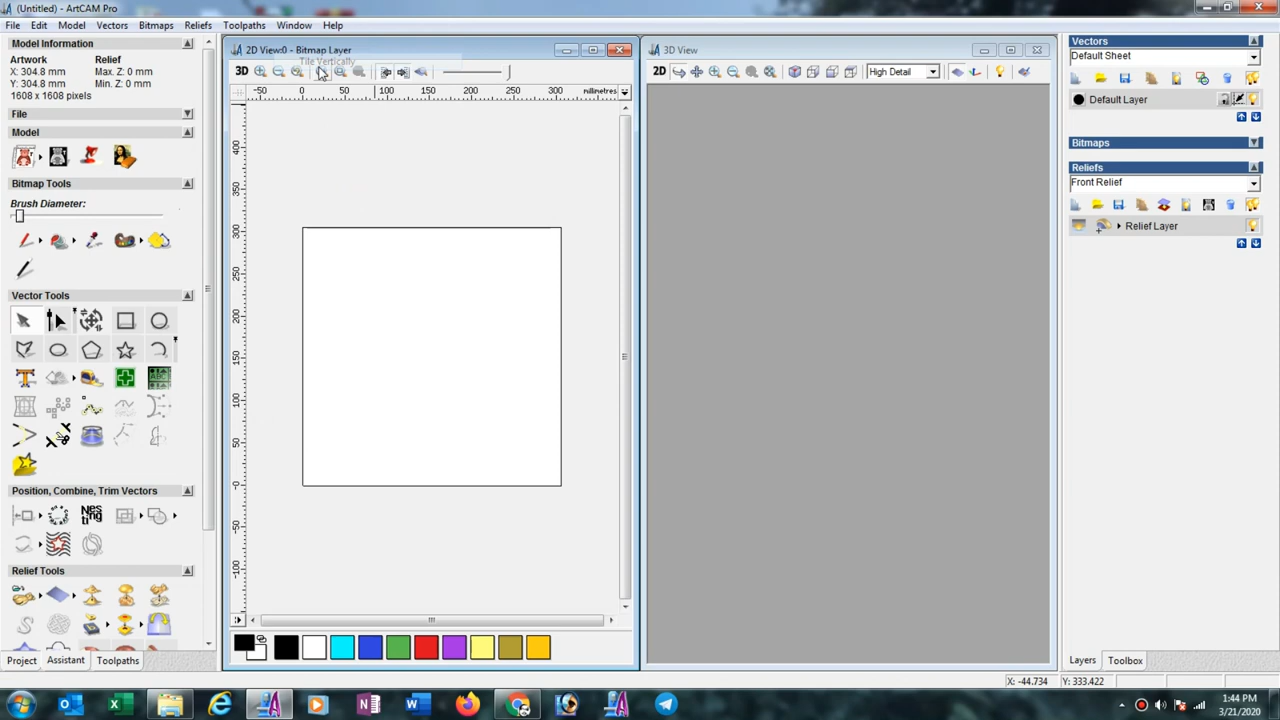 (Untitled) - ArtCAM Pro
File Edit Model Vectors Bitmaps Reliefs Toolpaths Window Help
Model Information
Artwork Relief
X: 304.8 mm Max. Z: 0 mm
Y: 304.8 mm Min. Z: 0 mm
1608 x 1608 pixels
File
Model
Bitmap Tools
Brush Diameter:
Vector Tools
Position, Combine, Trim Vectors
Nes
ting
Relief Tools
Project Assistant Toolpaths
2D View:0 - Bitmap Layer
Tile Vertically
3D
-50 0 50 100 150 200 250 300 millimetres
400
350
300
250
200
150
100
50
-0
-50
-100
3D View
2D High Detail
Vectors
Default Sheet
Default Layer
Bitmaps
Reliefs
Front Relief
Relief Layer
Layers Toolbox
X: -44.734 Y: 333.422
1:44 PM
3/21/2020